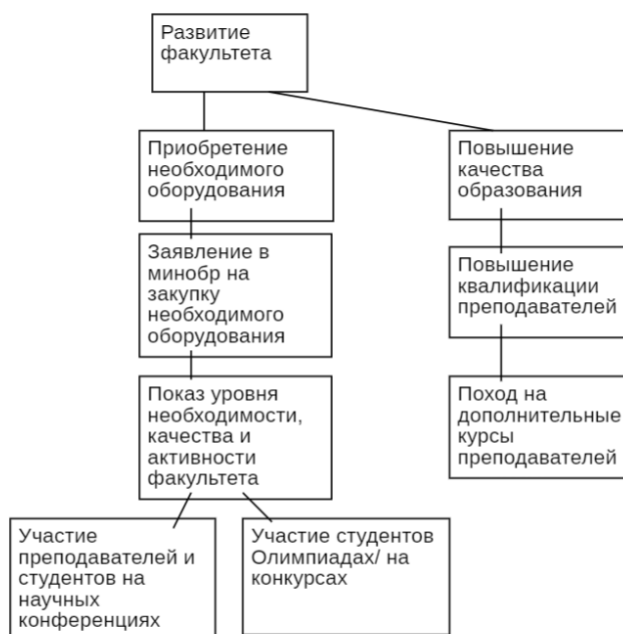 Развитие
факультета
Приобретение
необходимого
оборудования
Повышение
качества
образования
Заявление в
минобр на
закупку
необходимого
оборудования
Повышение
квалификации
преподавателей
Показ уровня
необходимости,
качества и
активности
факультета
Поход на
дополнительные
курсы
преподавателей
Участие
преподавателей и
студентов на
научных
конференциях
Участие студентов
Олимпиадах/ на
конкурсах